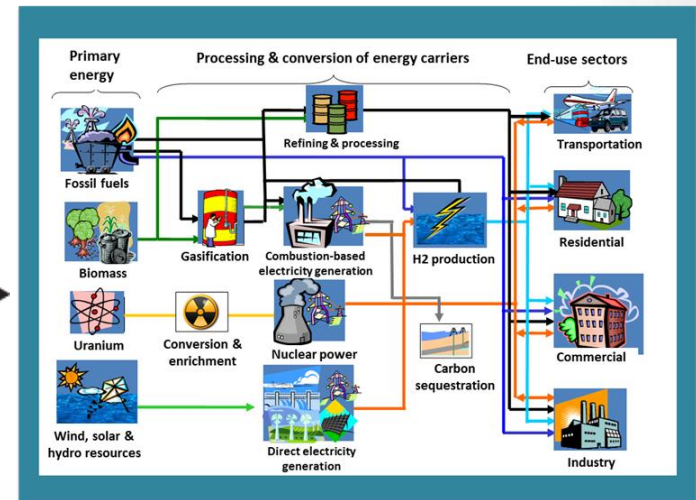 Primary
energy
Processing & conversion of energy carriers
End-use sectors
Refining & processing
Transportation
Fossil fuels
Biomass
Gasification
Combustion-based
electricity generation
H2 production
Residential
Uranium
Conversion &
enrichment
Nuclear power
Carbon
sequestration
Commercial
Wind, solar &
hydro resources
Direct electricity
generation
Industry